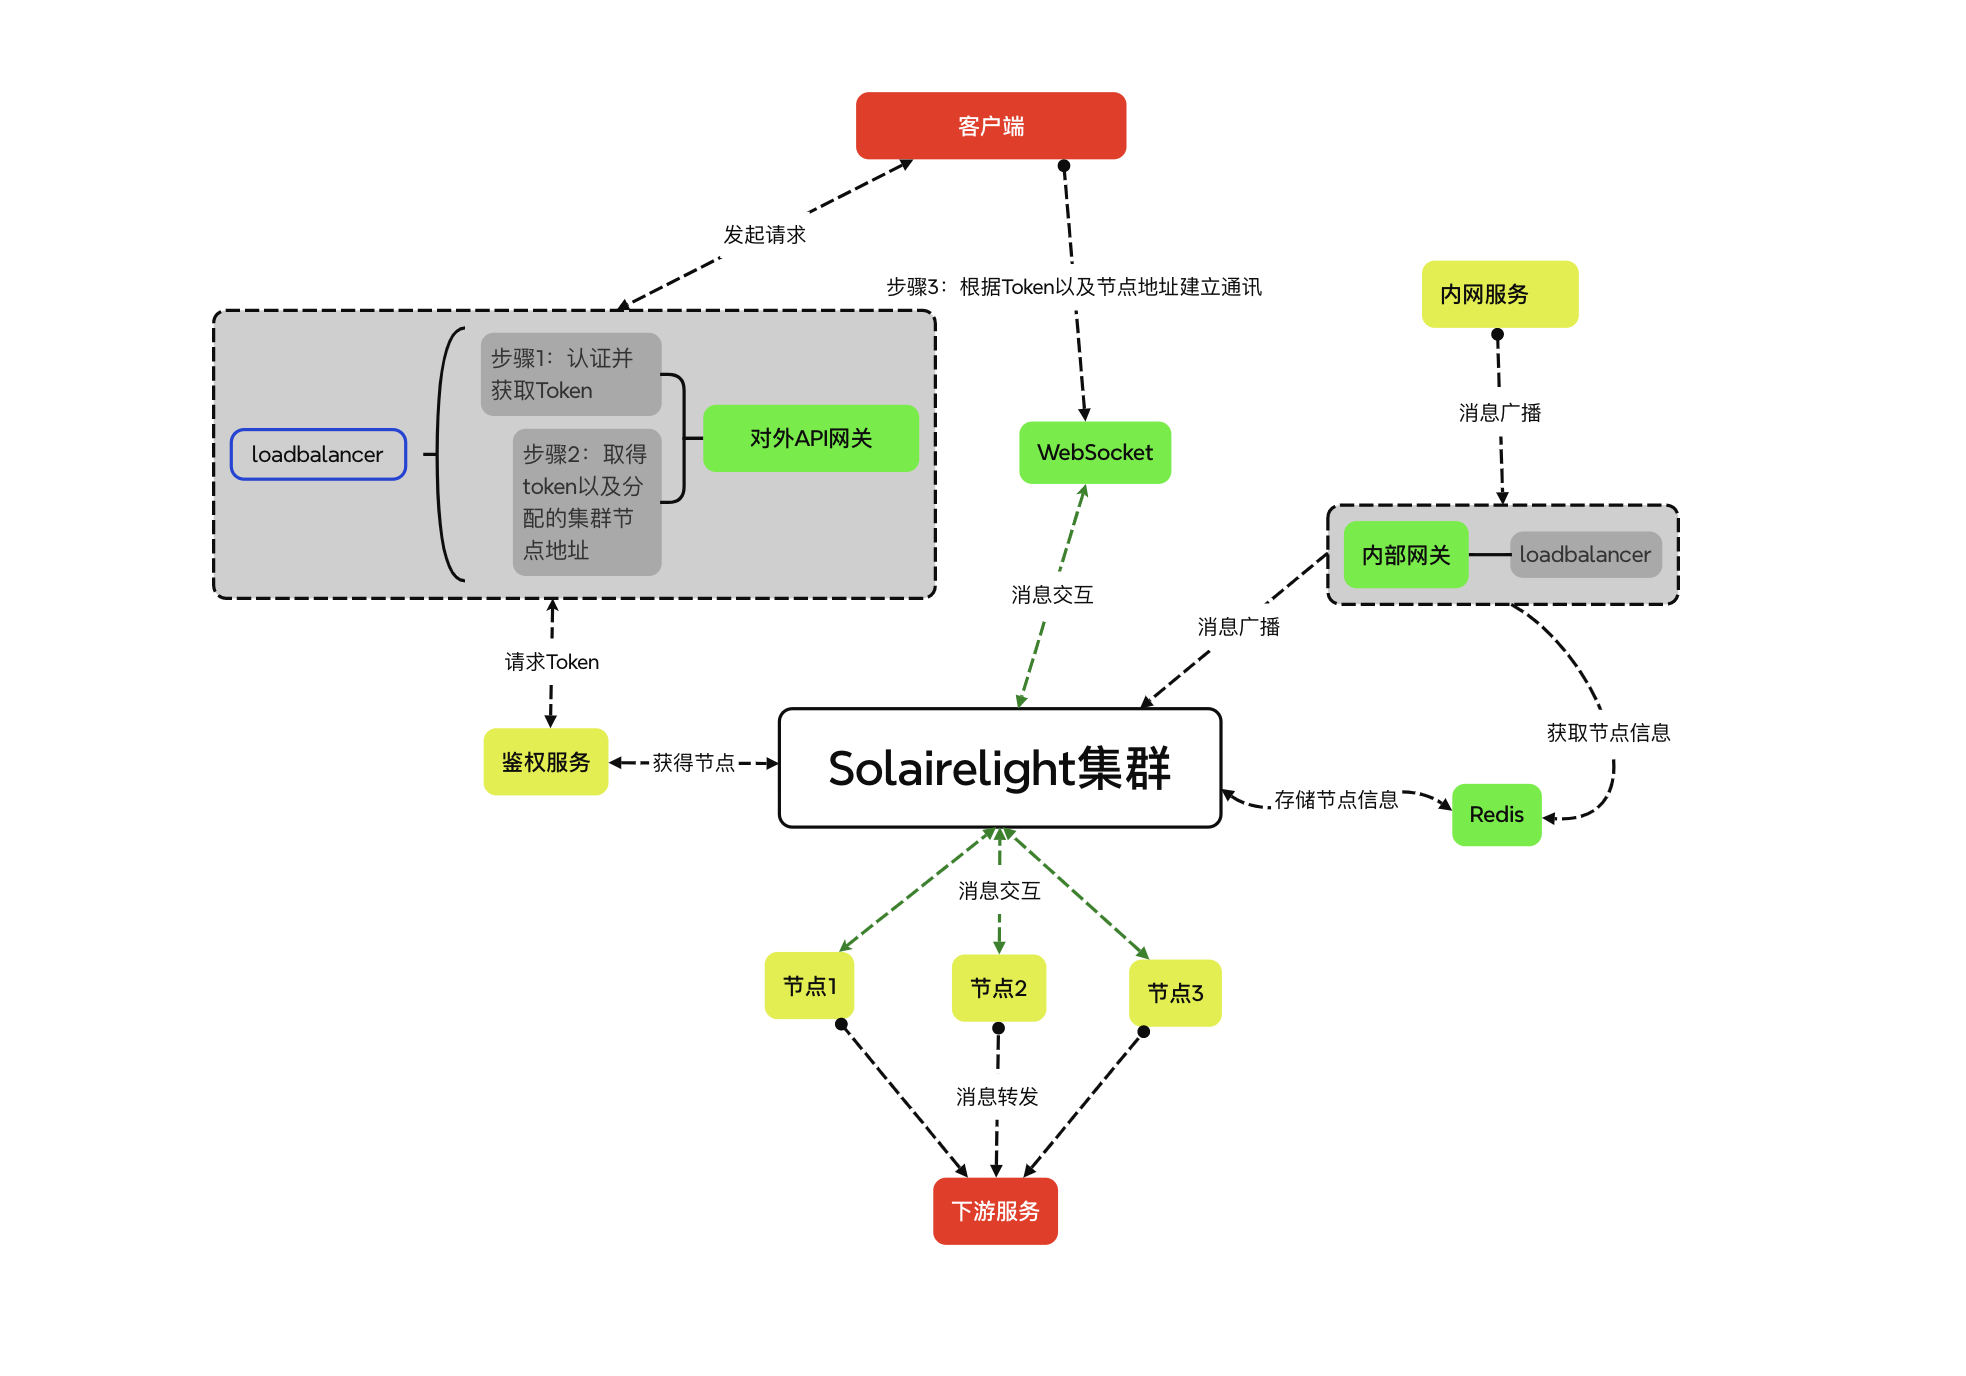 客户端
发起请求
步骤3：根据Token以及节点地址建立通讯
内网服务
步骤1：认证并
获取Token
对外API网关
loadbalancer
步骤2：取得
token以及分
配的集群节
点地址
WebSocket
消息广播
内部网关
loadbalancer
消息交互
消息广播
请求Token
获取节点信息
鉴权服务
获得节点
Solairelight集群
存储节点信息
Redis
消息交互
节点1
节点2
节点3
消息转发
下游服务